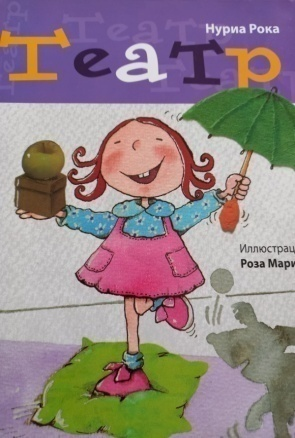 Нуриа Рока
Театр
Иллюстрац
Роза Мари